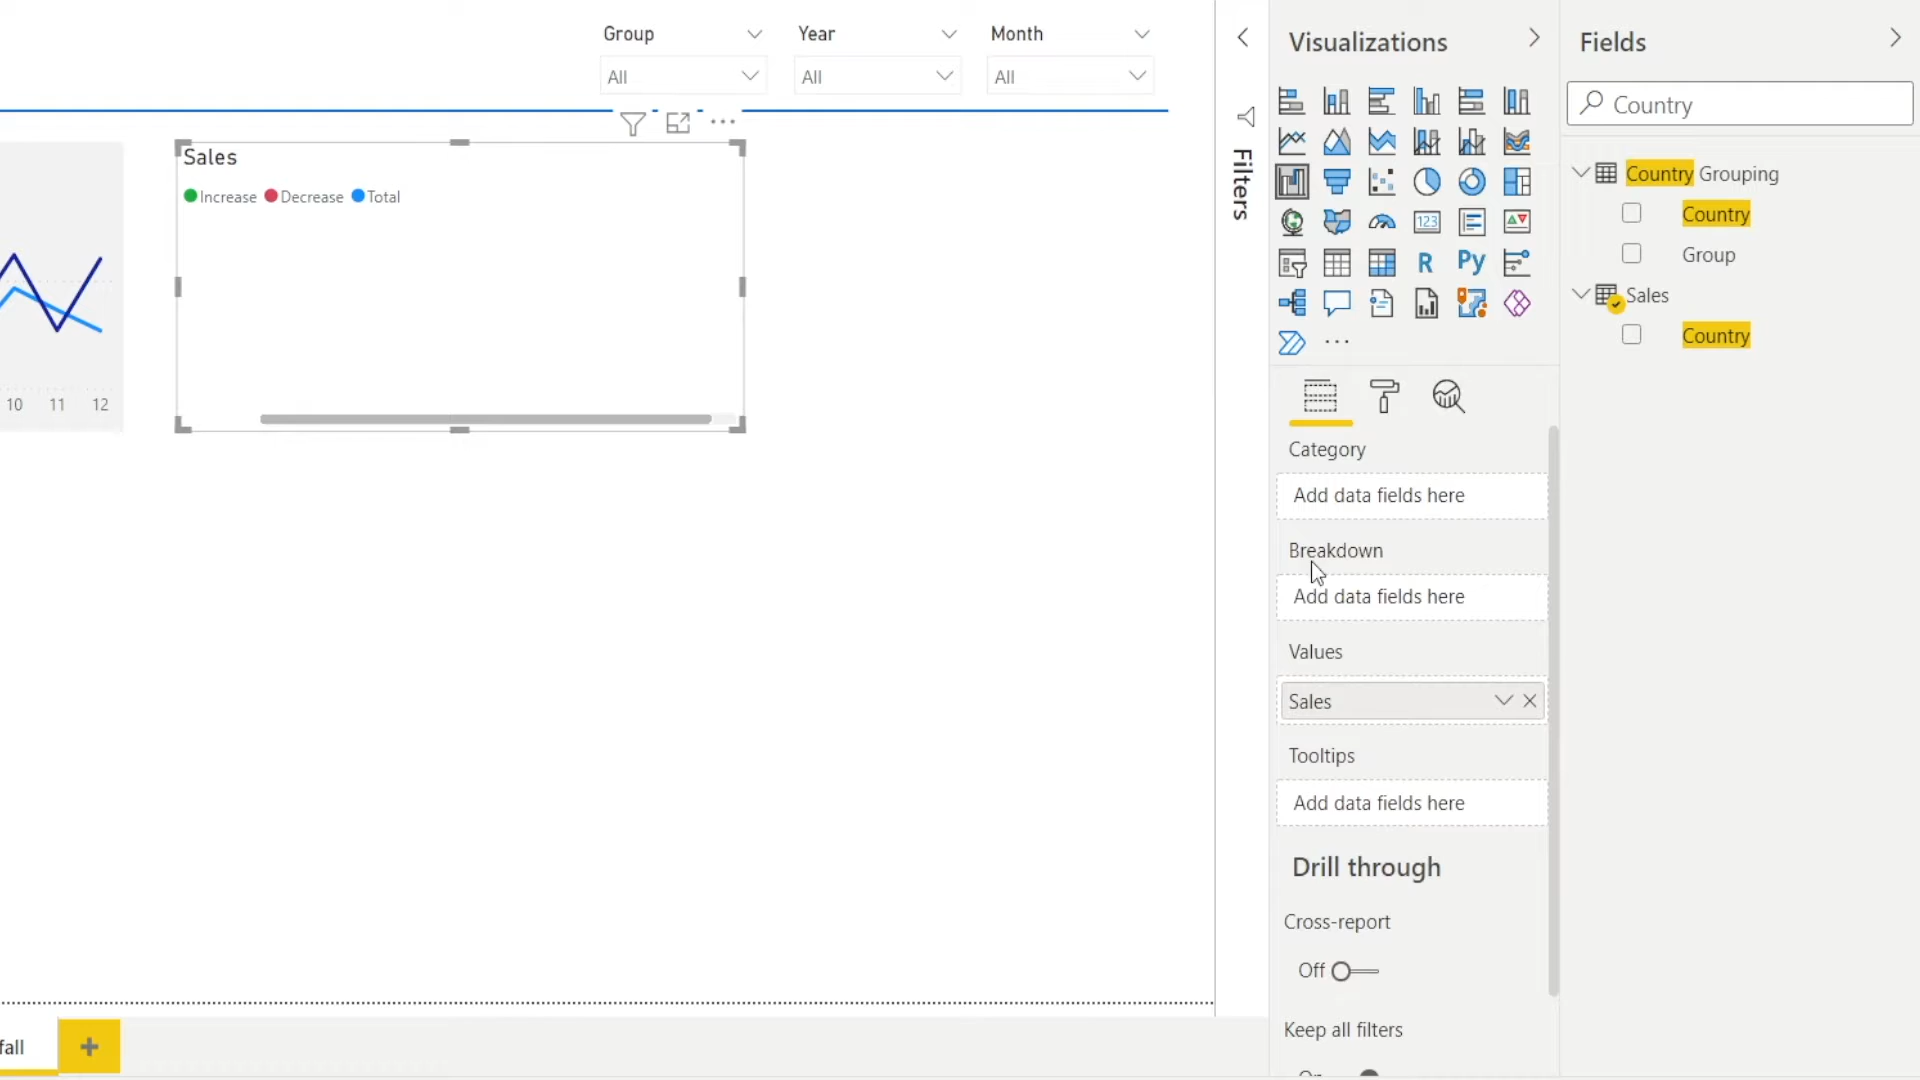 Group
Year
Month
All
All
All
Sales
Increase Decrease Total
10 11 12
fall
+
Filters
Visualizations
123
R
Py
...
Category
Add data fields here
Breakdown
Add data fields here
Values
Sales
Tooltips
Add data fields here
Drill through
Cross-report
Off
Keep all filters
Fields
Country
Country Grouping
Country
Group
Sales
Country